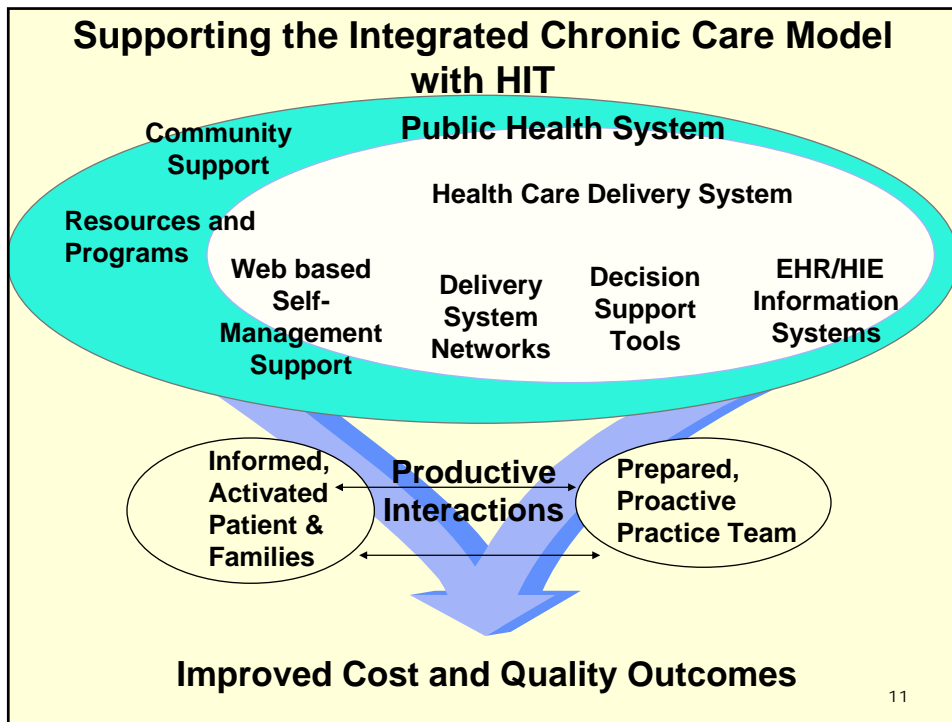 Supporting the Integrated Chronic Care Model
with HIT
Community
Support
Public Health System
Health Care Delivery System
Resources and
Programs
Web based
Self-
Management
Support
Delivery
System
Networks
Decision
Support
Tools
EHR/HIE
Information
Systems
Informed,
Activated
Patient &
Families
Productive
Interactions
Prepared,
Proactive
Practice Team
Improved Cost and Quality Outcomes
11